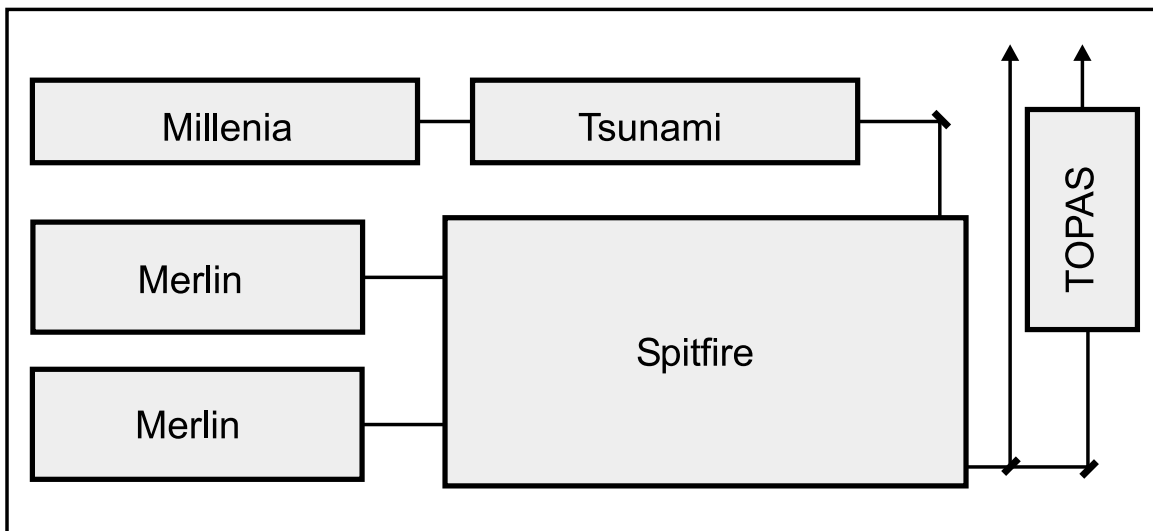 Millenia
Tsunami
TOPAS
Merlin
Spitfire
Merlin